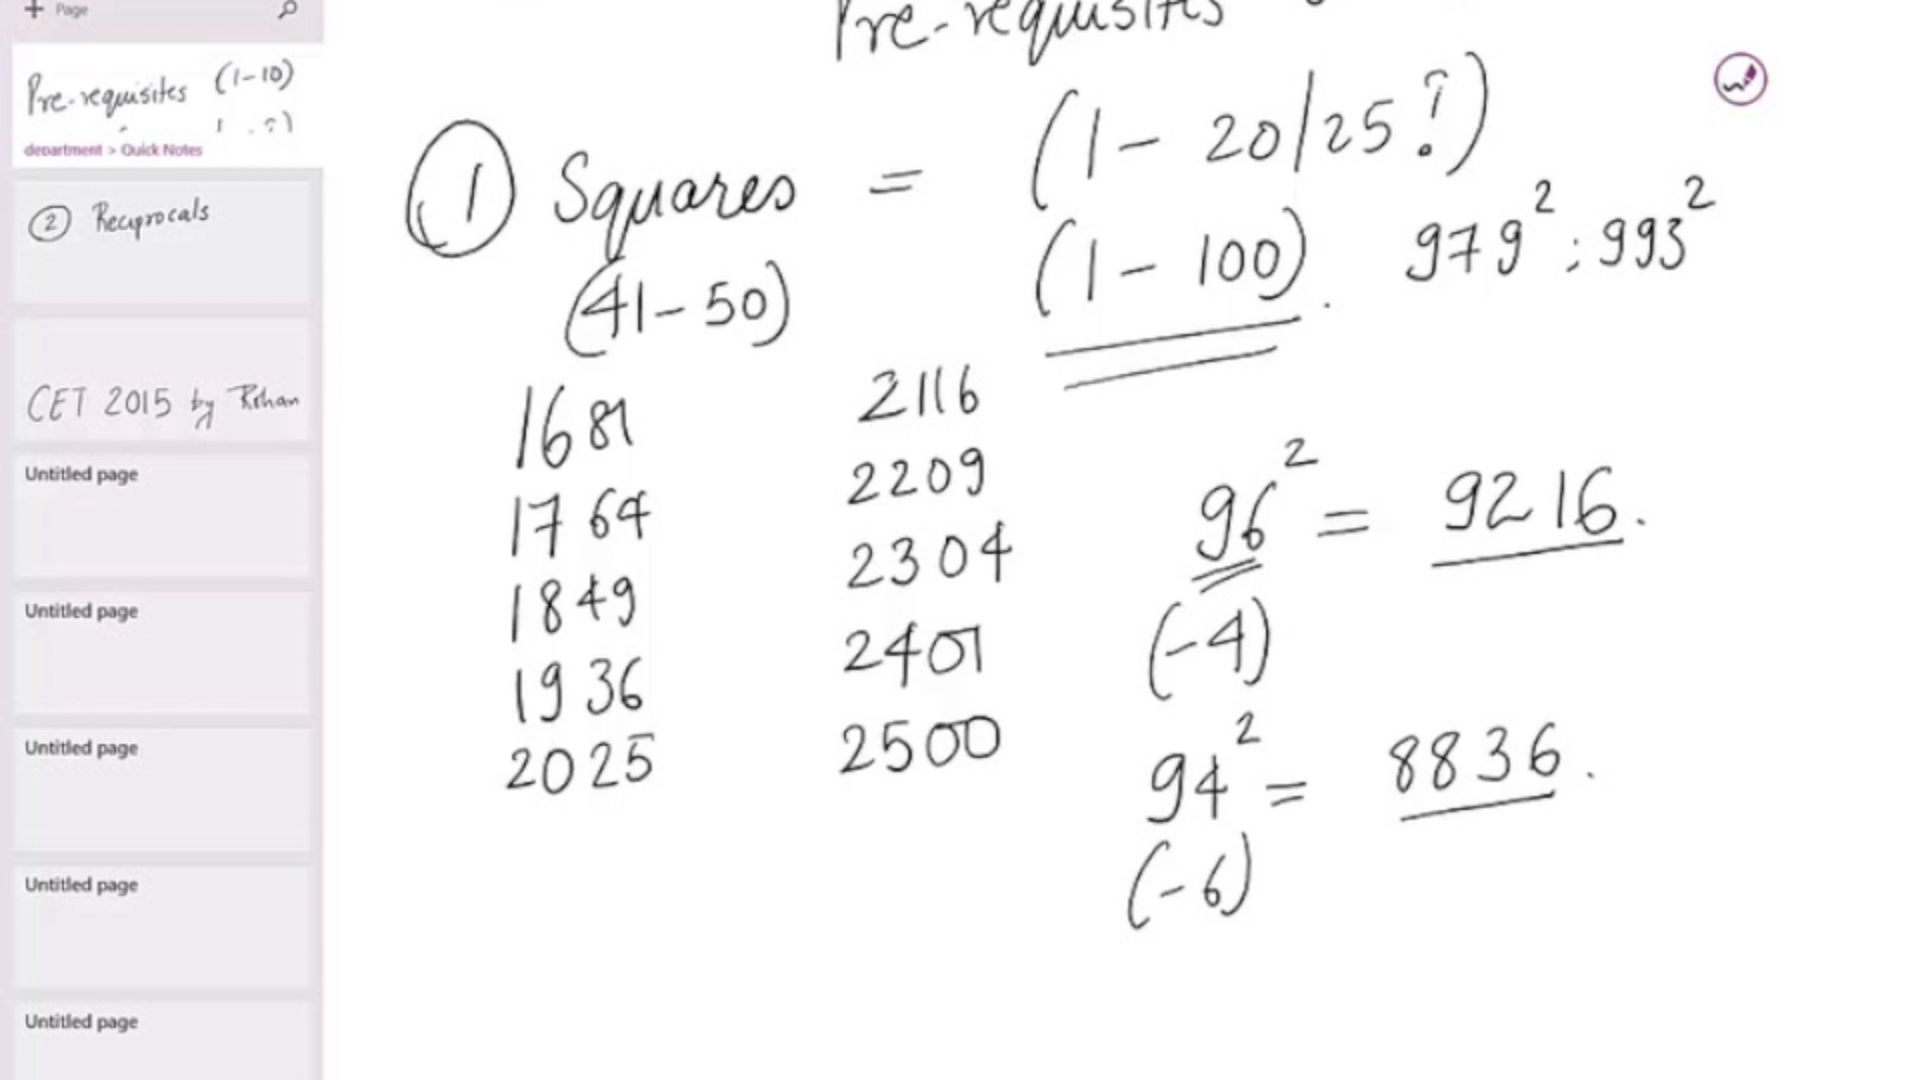 + Page
Pre-requisites (1-10)
department > Quick Notes
② Reciprocals
CET 2015 by Rohan
Untitled page
Untitled page
Untitled page
Untitled page
Untitled page
Pre-requisites
① Squares = (1 - 20/25?)
(41-50) (1 - 100). 979² ; 993²
1681 2116
1764 2209
1849 2304
1936 2401
2025 2500
96² = 9216.
(-4)
94² = 8836.
(-6)